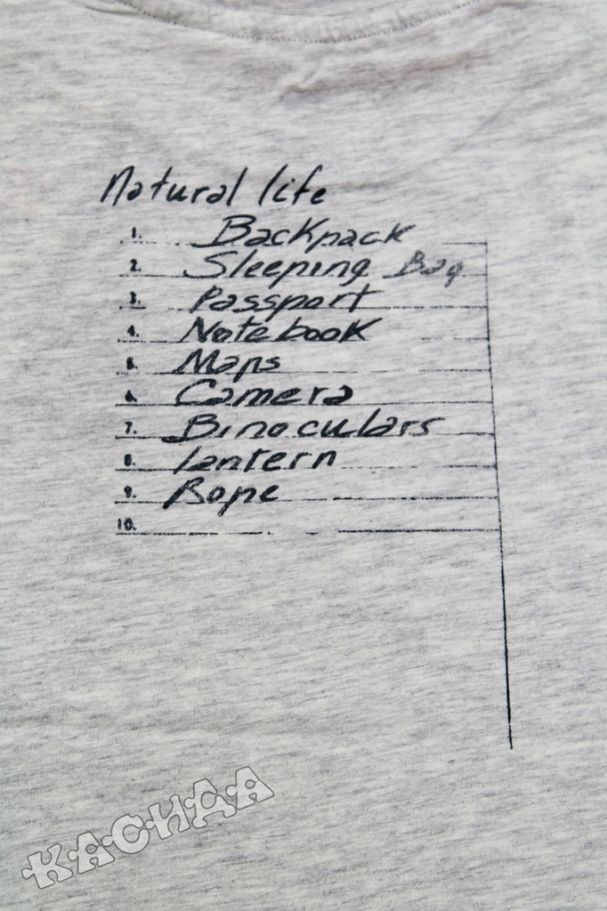 Natural life
1. Backpack
2. Sleeping Bag
3. Passport
4. Notebook
5. Maps
6. Camera
7. Binoculars
8. lantern
9. Rope
10.
КАСИДА